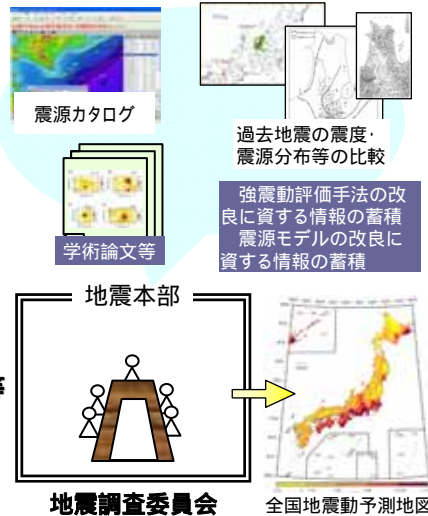 震源カタログ
過去地震の震度・
震源分布等の比較
学術論文等
強震動評価手法の改
良に資する情報の蓄積
震源モデルの改良に
資する情報の蓄積
地震本部
等
地震調査委員会
全国地震動予測地図